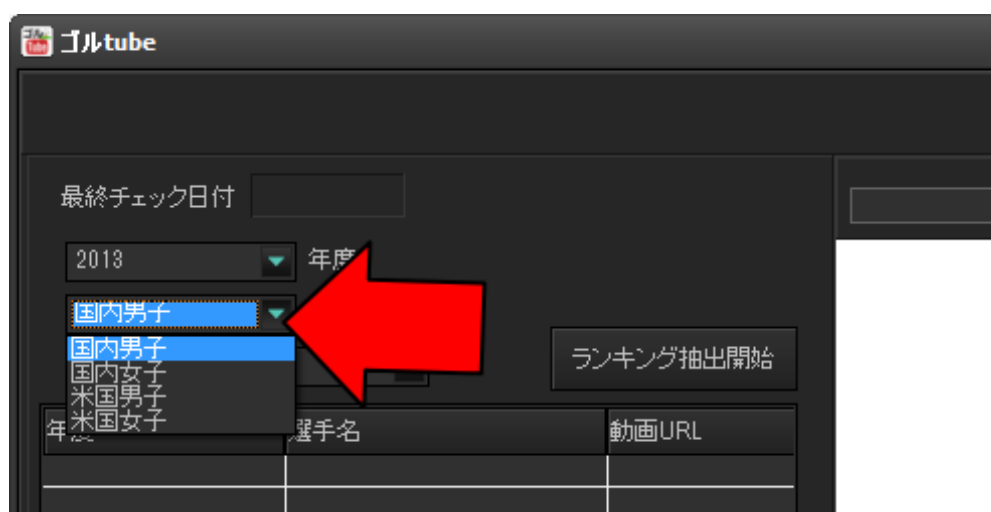 ゴルtube
最終チェック日付
2013 年度
国内男子
国内男子
国内女子
米国男子
米国女子
ランキング抽出開始
年度 選手名 動画URL